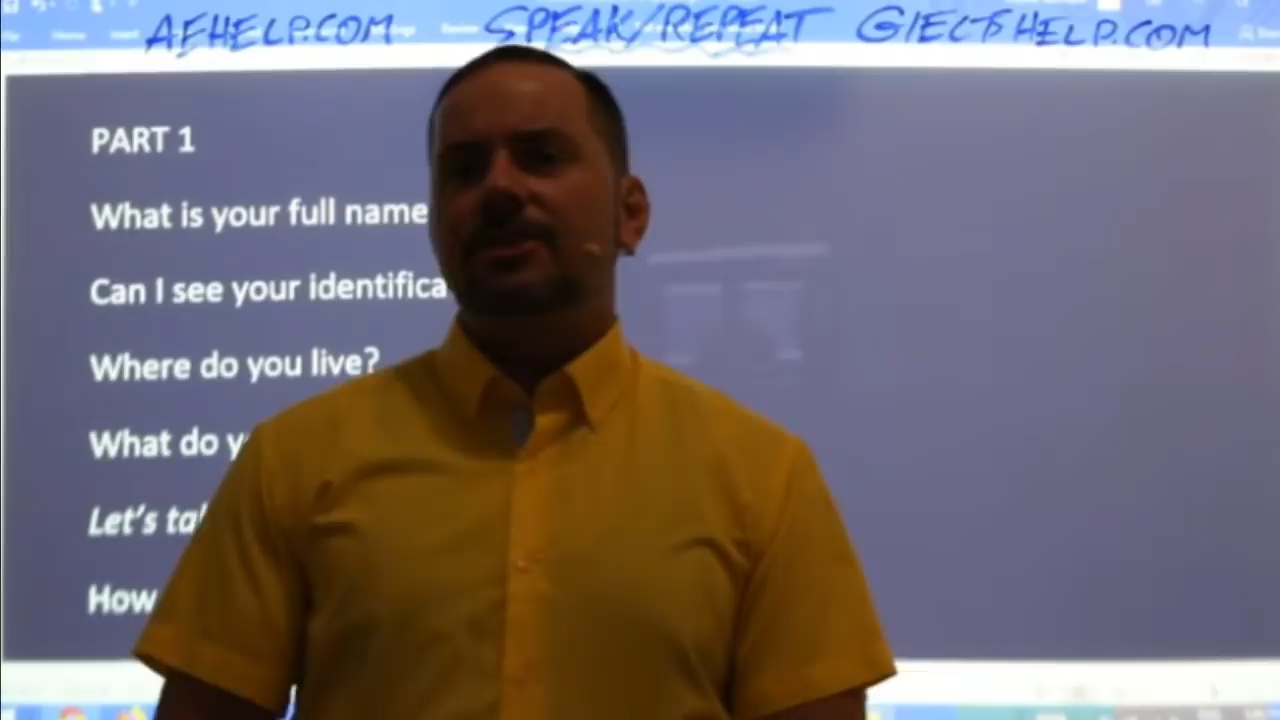 AEHELP.COM SPEAK/REPEAT GIELTSHELP.COM
PART 1
What is your full name
Can I see your identifica
Where do you live?
What do y
Let's tal
How